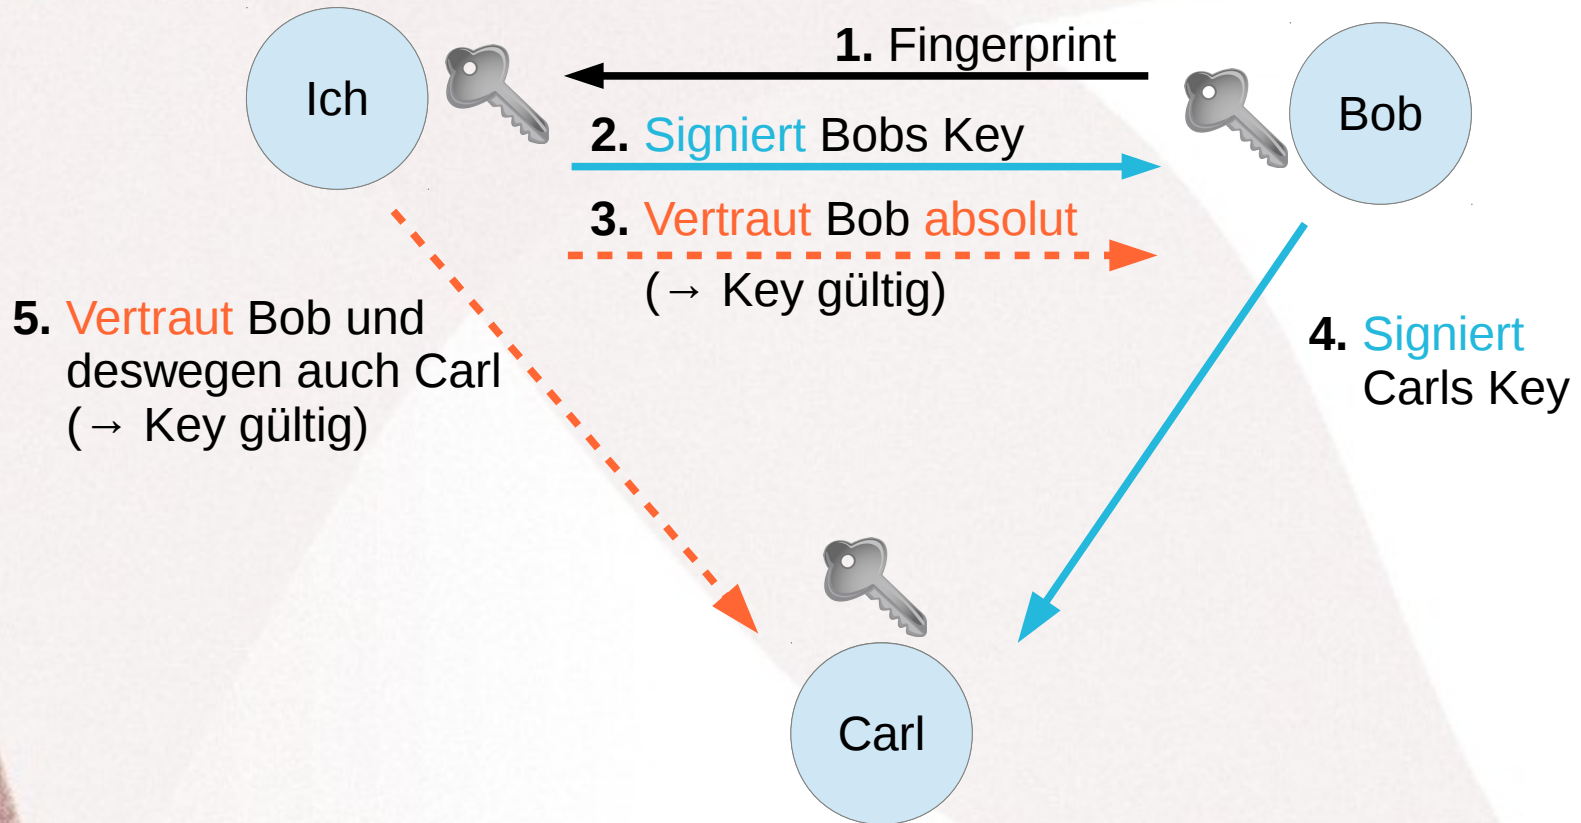 Ich
1. Fingerprint
Bob
2. Signiert Bobs Key
3. Vertraut Bob absolut
(→ Key gültig)
5. Vertraut Bob und
deswegen auch Carl
(→ Key gültig)
4. Signiert
Carls Key
Carl